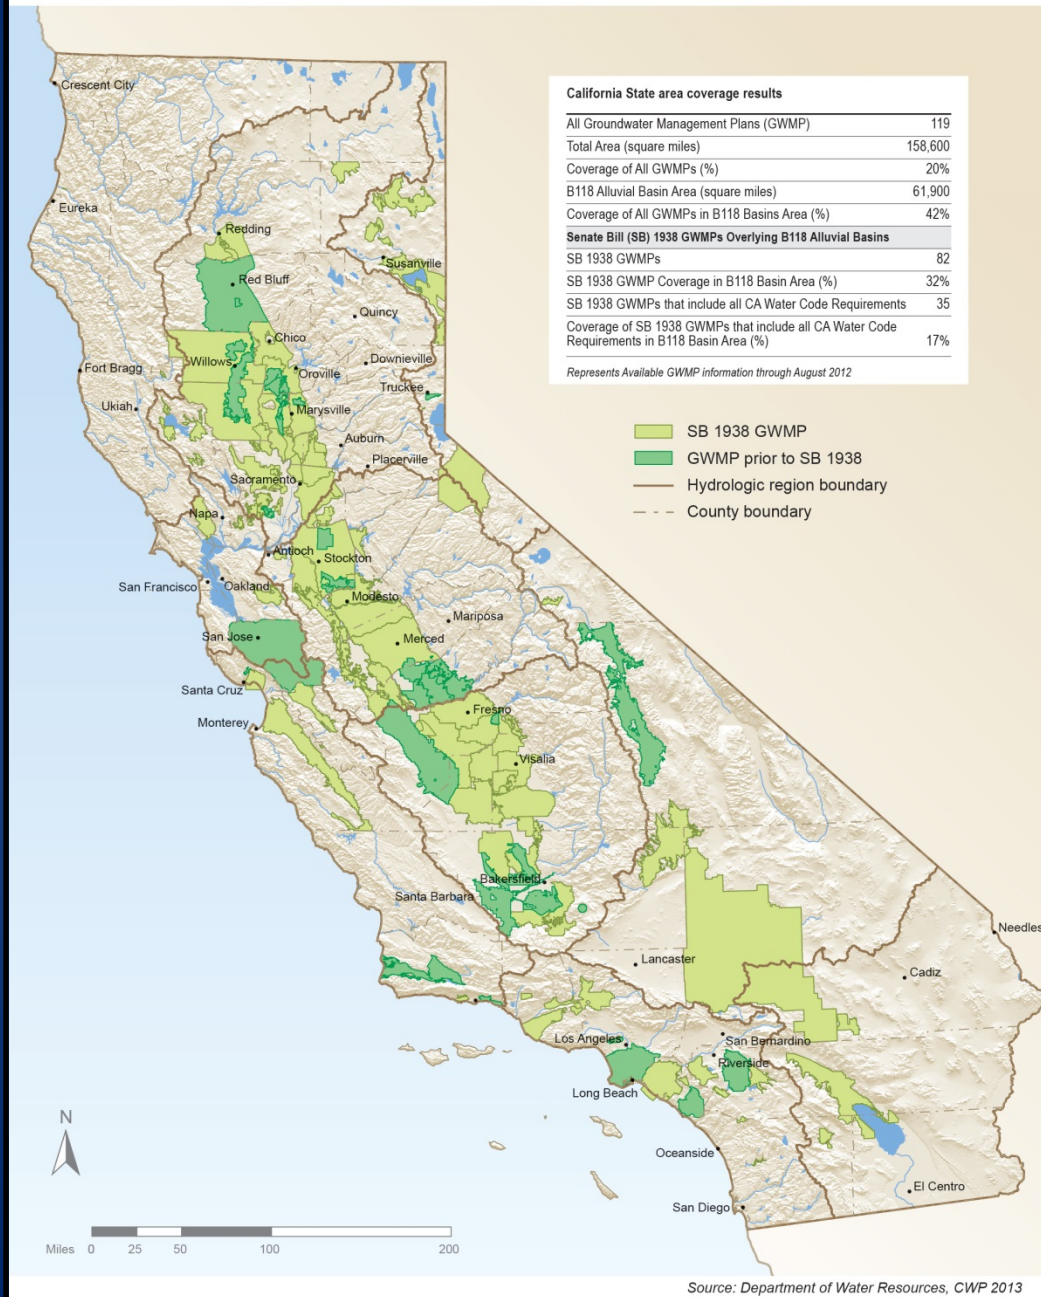 California State area coverage results
All Groundwater Management Plans (GWMP) 119
Total Area (square miles) 158,600
Coverage of All GWMPs (%) 20%
B118 Alluvial Basin Area (square miles) 61,900
Coverage of All GWMPs in B118 Basins Area (%) 42%
Senate Bill (SB) 1938 GWMPs Overlying B118 Alluvial Basins
SB 1938 GWMPs 82
SB 1938 GWMP Coverage in B118 Basin Area (%) 32%
SB 1938 GWMPs that include all CA Water Code Requirements 35
Coverage of SB 1938 GWMPs that include all CA Water Code
Requirements in B118 Basin Area (%) 17%
Represents Available GWMP information through August 2012
SB 1938 GWMP
GWMP prior to SB 1938
Hydrologic region boundary
County boundary
Crescent City
Eureka
Redding
Susanville
Red Bluff
Quincy
Chico
Willows
Downieville
Fort Bragg
Oroville
Truckee
Ukiah
Marysville
Auburn
Placerville
Sacramento
Napa
Antioch
Stockton
San Francisco
Oakland
Modesto
Mariposa
San Jose
Merced
Santa Cruz
Fresno
Monterey
Visalia
Bakersfield
Santa Barbara
Needles
Lancaster
Cadiz
Los Angeles
San Bernardino
Riverside
Long Beach
Oceanside
El Centro
San Diego
N
Miles 0 25 50 100 200
Source: Department of Water Resources, CWP 2013